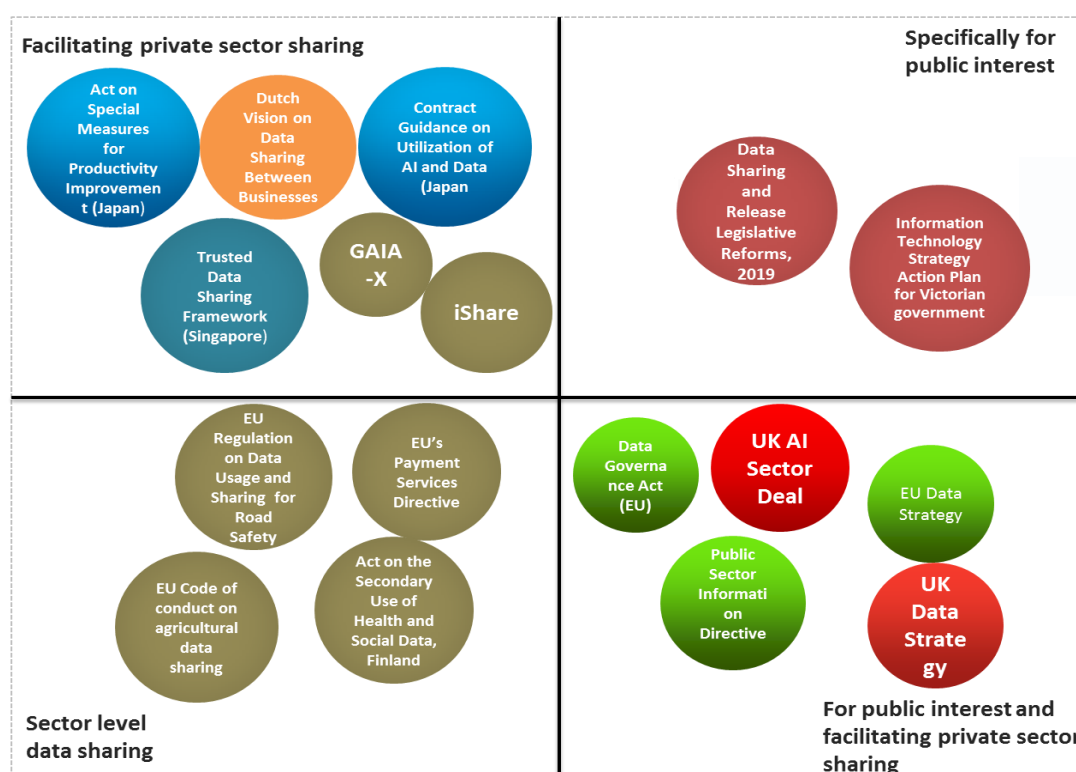 Facilitating private sector sharing
Act on
Special
Measures
for
Productivity
Improvemen
t (Japan)
Dutch
Vision on
Data
Sharing
Between
Businesses
Contract
Guidance on
Utilization of
AI and Data
(Japan
Trusted
Data
Sharing
Framework
(Singapore)
GAIA
-X
iShare
Specifically for
public interest
Data
Sharing
and
Release
Legislative
Reforms,
2019
Information
Technology
Strategy
Action Plan
for Victorian
government
EU
Regulation
on Data
Usage and
Sharing for
Road
Safety
EU's
Payment
Services
Directive
EU Code of
conduct on
agricultural
data
sharing
Act on the
Secondary
Use of
Health and
Social Data,
Finland
Sector level
data sharing
Data
Governa
nce Act
(EU)
UK AI
Sector
Deal
EU Data
Strategy
Public
Sector
Informati
on
Directive
UK
Data
Strate
gy
For public interest and
facilitating private sector
sharing